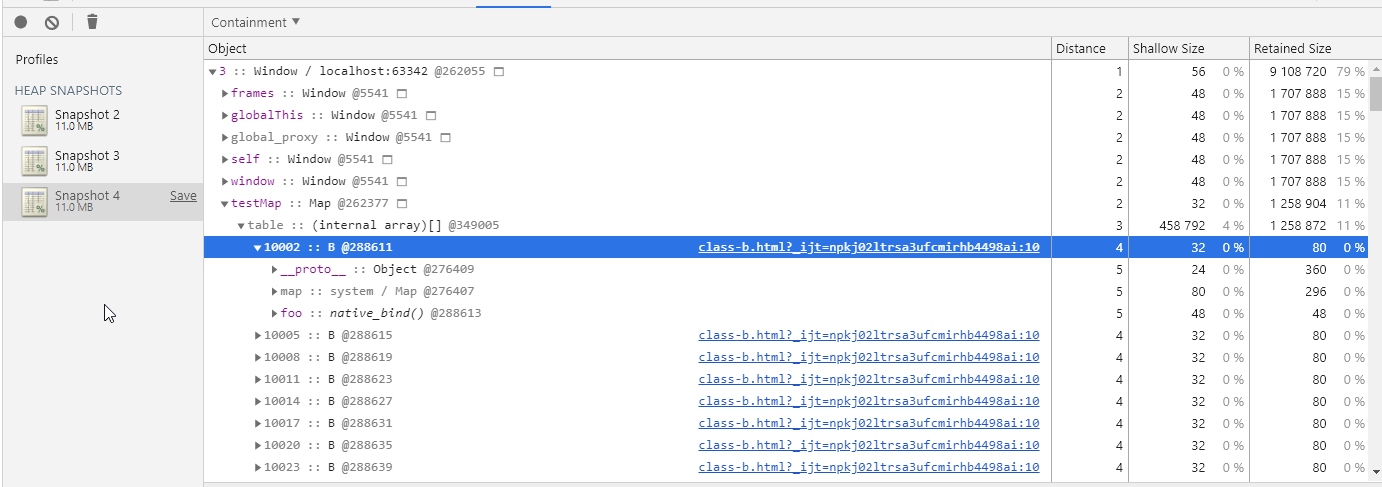 Containment ▼
Profiles
HEAP SNAPSHOTS
Snapshot 2
11.0 MB
Snapshot 3
11.0 MB
Snapshot 4 Save
11.0 MB
Object Distance Shallow Size Retained Size
▼3 :: Window / localhost:63342 @262055 1 56 0 % 9 108 720 79 %
▶frames :: Window @5541 2 48 0 % 1 707 888 15 %
▶globalThis :: Window @5541 2 48 0 % 1 707 888 15 %
▶global_proxy :: Window @5541 2 48 0 % 1 707 888 15 %
▶self :: Window @5541 2 48 0 % 1 707 888 15 %
▶window :: Window @5541 2 48 0 % 1 707 888 15 %
▼testMap :: Map @262377 2 32 0 % 1 258 904 11 %
▼table :: (internal array)[] @349005 3 458 792 4 % 1 258 872 11 %
▼10002 :: B @288611 class-b.html?_ijt=npkj02ltrsa3ufcmirhb4498ai:10 4 32 0 % 80 0 %
▶__proto__ :: Object @276409 5 24 0 % 360 0 %
▶map :: system / Map @276407 5 80 0 % 296 0 %
▶foo :: native_bind() @288613 5 48 0 % 48 0 %
▶10005 :: B @288615 class-b.html?_ijt=npkj02ltrsa3ufcmirhb4498ai:10 4 32 0 % 80 0 %
▶10008 :: B @288619 class-b.html?_ijt=npkj02ltrsa3ufcmirhb4498ai:10 4 32 0 % 80 0 %
▶10011 :: B @288623 class-b.html?_ijt=npkj02ltrsa3ufcmirhb4498ai:10 4 32 0 % 80 0 %
▶10014 :: B @288627 class-b.html?_ijt=npkj02ltrsa3ufcmirhb4498ai:10 4 32 0 % 80 0 %
▶10017 :: B @288631 class-b.html?_ijt=npkj02ltrsa3ufcmirhb4498ai:10 4 32 0 % 80 0 %
▶10020 :: B @288635 class-b.html?_ijt=npkj02ltrsa3ufcmirhb4498ai:10 4 32 0 % 80 0 %
▶10023 :: B @288639 class-b.html?_ijt=npkj02ltrsa3ufcmirhb4498ai:10 4 32 0 % 80 0 %